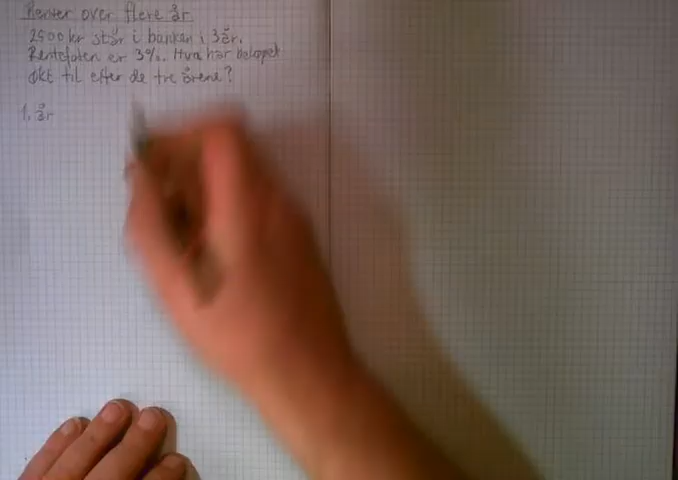 Renter over flere år
2500 kr står i banken i 3 år.
Rentefoten er 3%. Hva har beløpet
økt til efter de tre årene?
1. år